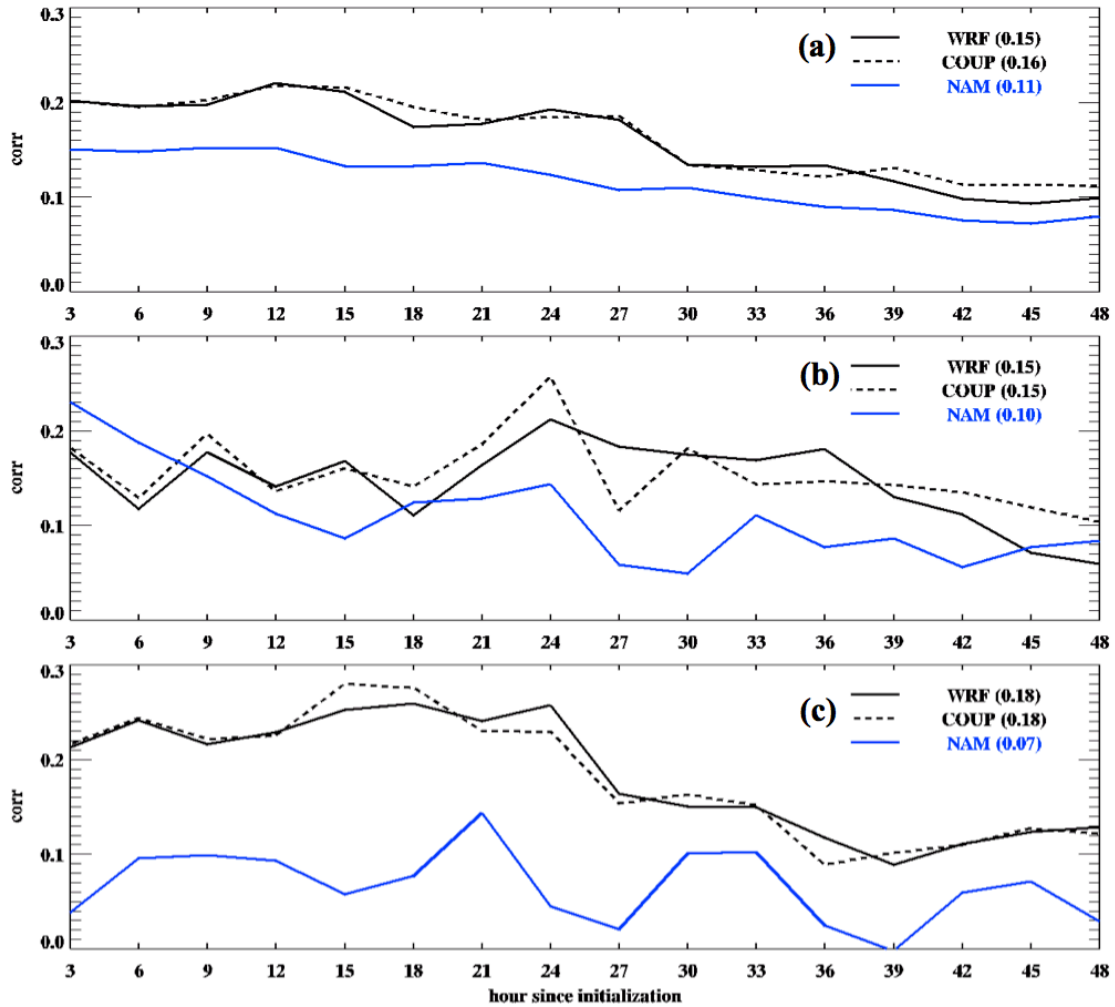 0.3
(a)
WRF (0.15)
COUP (0.16)
NAM (0.11)
0.2
corr
0.1
0.0
3 6 9 12 15 18 21 24 27 30 33 36 39 42 45 48
0.3
(b)
WRF (0.15)
COUP (0.15)
NAM (0.10)
0.2
corr
0.1
0.0
3 6 9 12 15 18 21 24 27 30 33 36 39 42 45 48
0.3
(c)
WRF (0.18)
COUP (0.18)
NAM (0.07)
0.2
corr
0.1
0.0
3 6 9 12 15 18 21 24 27 30 33 36 39 42 45 48
hour since initialization